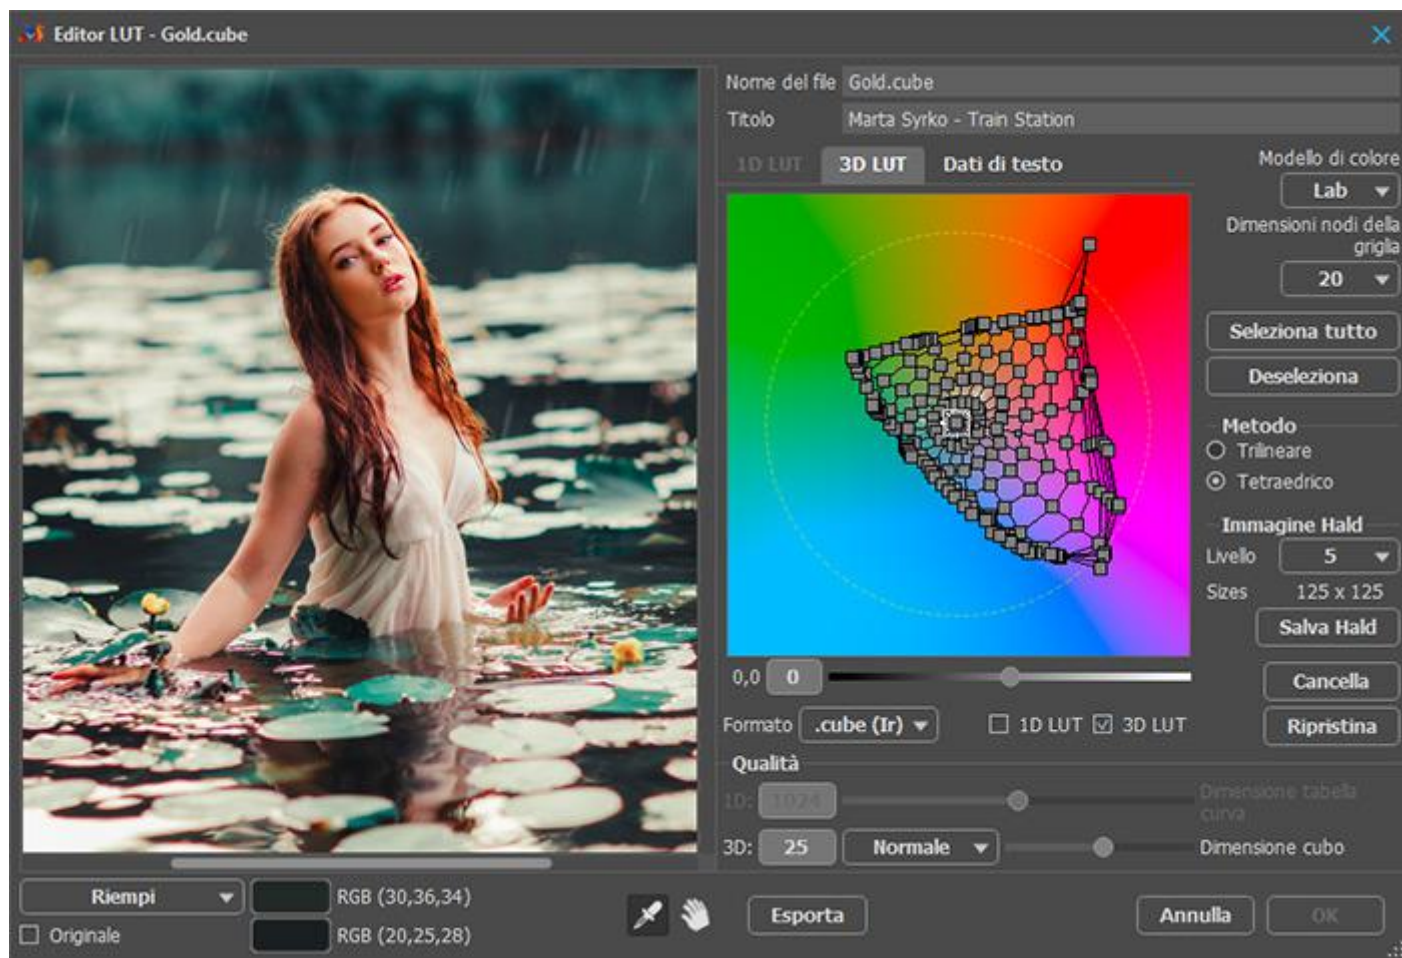 Editor LUT - Gold.cube
Nome del file Gold.cube
Titolo Marta Syrko - Train Station
1D LUT 3D LUT Dati di testo
Modello di colore
Lab
Dimensioni nodi della
griglia
20
Seleziona tutto
Deseleziona
Metodo
Trilineare
Tetraedrico
Immagine Hald
Livello 5
Sizes 125 x 125
Salva Hald
0,0 0
Cancella
Formato .cube (Ir) 1D LUT 3D LUT
Ripristina
Qualità
1D: 1024 Dimensione tabella
curva
3D: 25 Normale Dimensione cubo
Riempi RGB (30,36,34)
Originale RGB (20,25,28)
Esporta Annulla OK